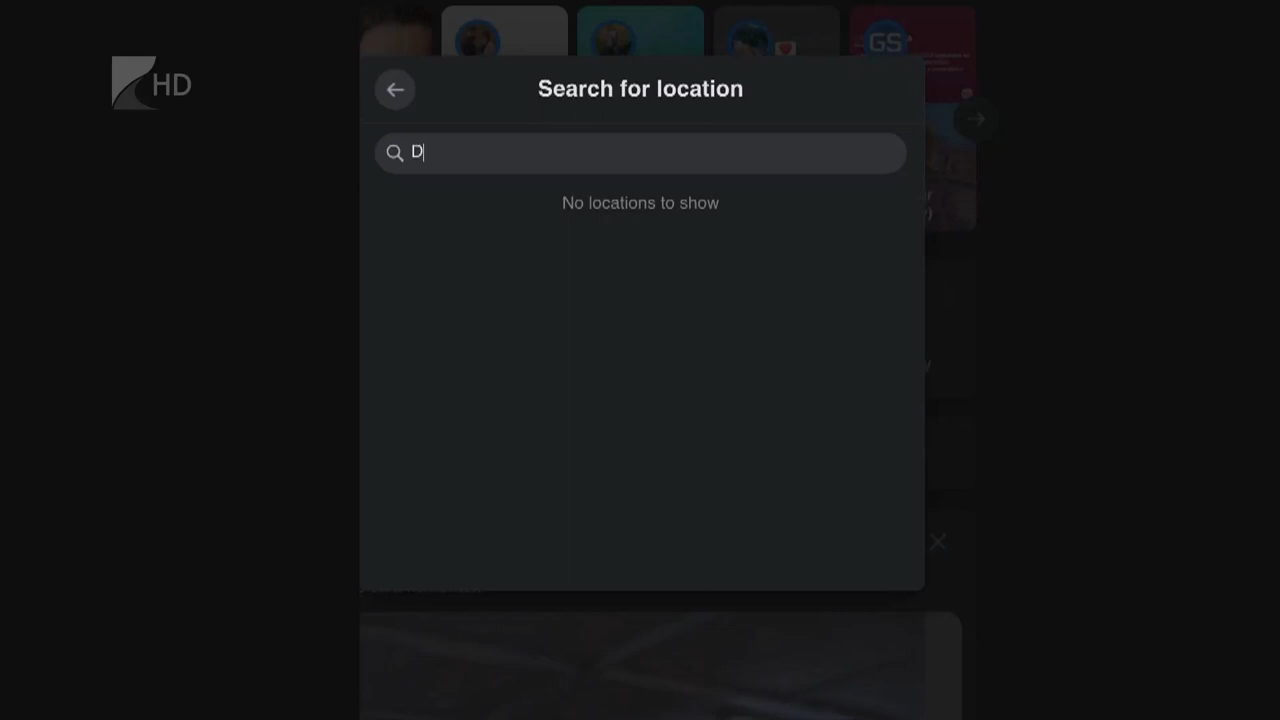 GS
HD
Search for location
D
No locations to show